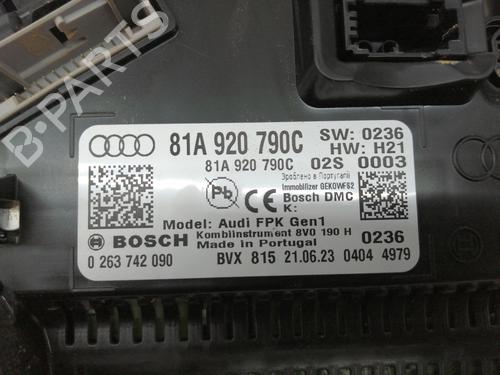 B-PARTS
81A 920 790C SW: 0236
HW: H21
81A 920 790C 02S 0003
Зроблено в Португалії
Immobilizer GEKOWFS2
Pb CE Bosch DMC
K:
Model: Audi FPK Gen1
BOSCH Kombiinstrument 8V0 190 H 0236
Made in Portugal
0 263 742 090 BVX 815 21.06.23 0404 4979